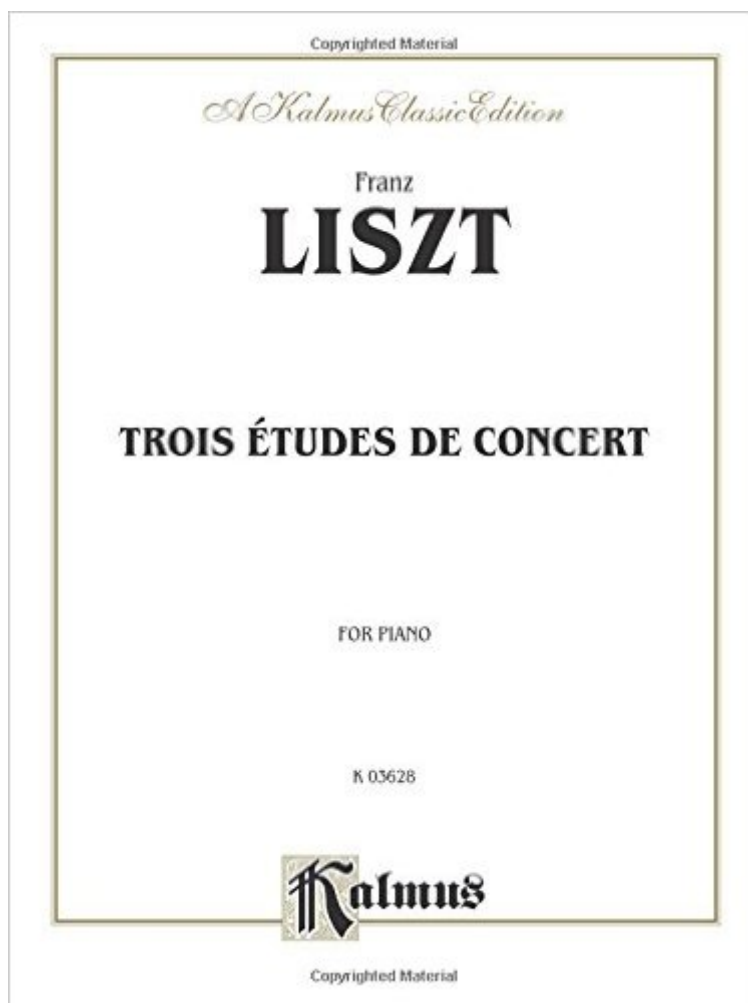 Copyrighted Material
A Kalmus Classic Edition
Franz
LISZT
TROIS ÉTUDES DE CONCERT
FOR PIANO
K 03628
Kalmus
Copyrighted Material